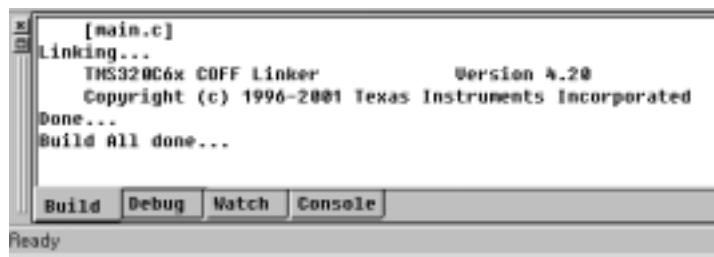 [main.c]
Linking...
TMS320C6x COFF Linker Version 4.20
Copyright (c) 1996-2001 Texas Instruments Incorporated
Done...
Build All done...
Build Debug Watch Console
Ready